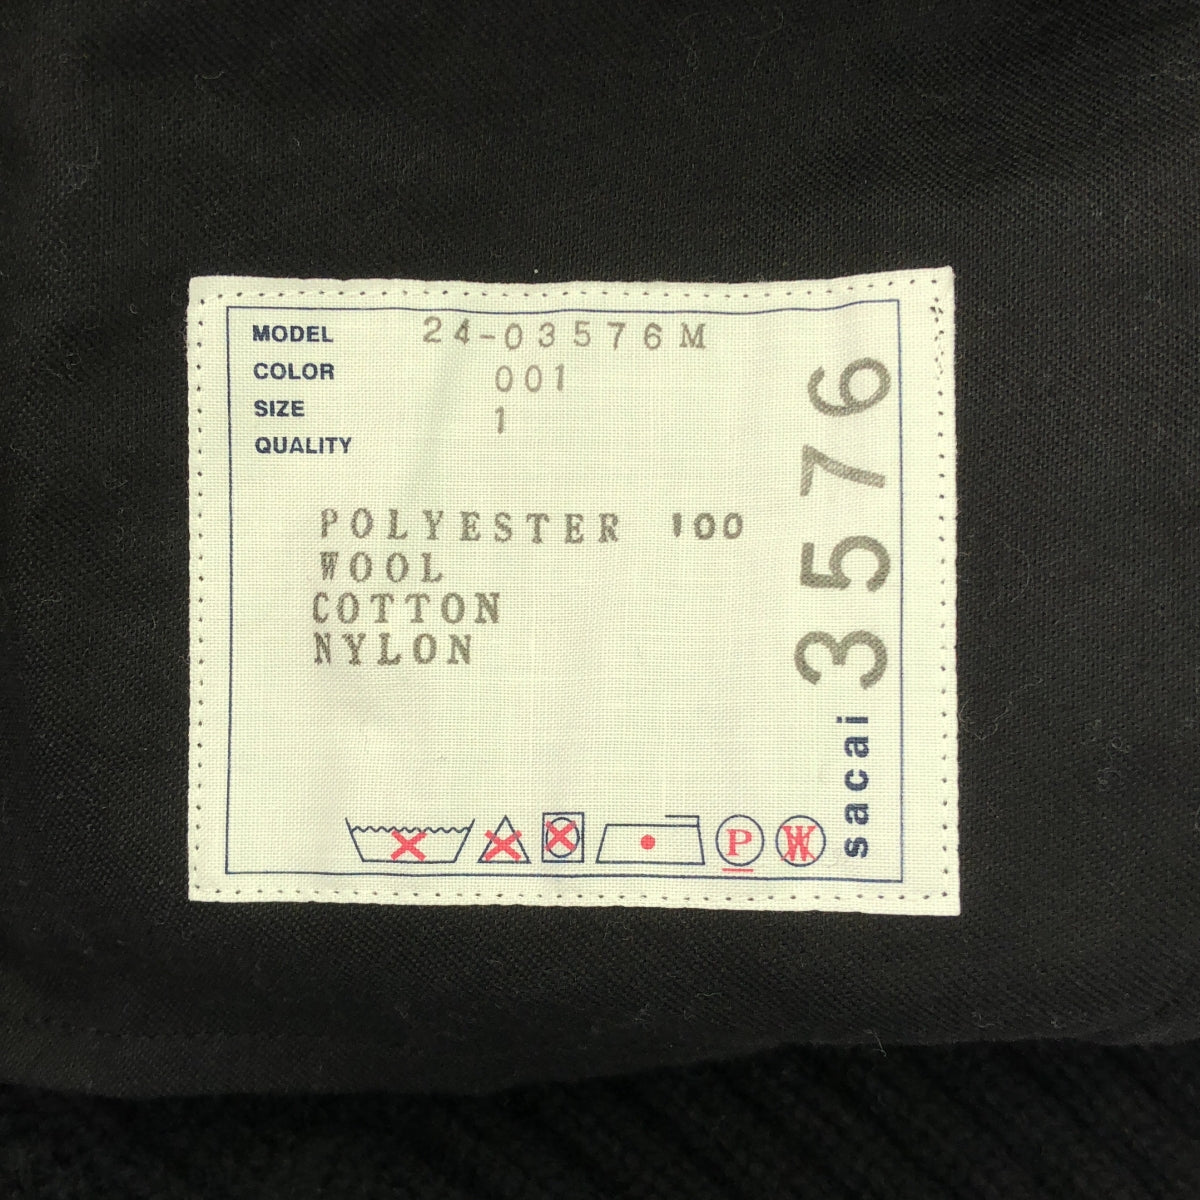 MODEL 24-03576M
COLOR 001
SIZE 1
QUALITY
POLYESTER 100
WOOL
COTTON
NYLON
P
W
sacai 3576